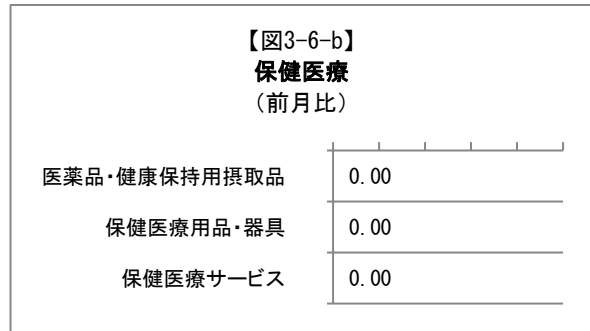 【図3-6-b】
保健医療
（前月比）
医薬品・健康保持用摂取品 0.00
保健医療用品・器具 0.00
保健医療サービス 0.00